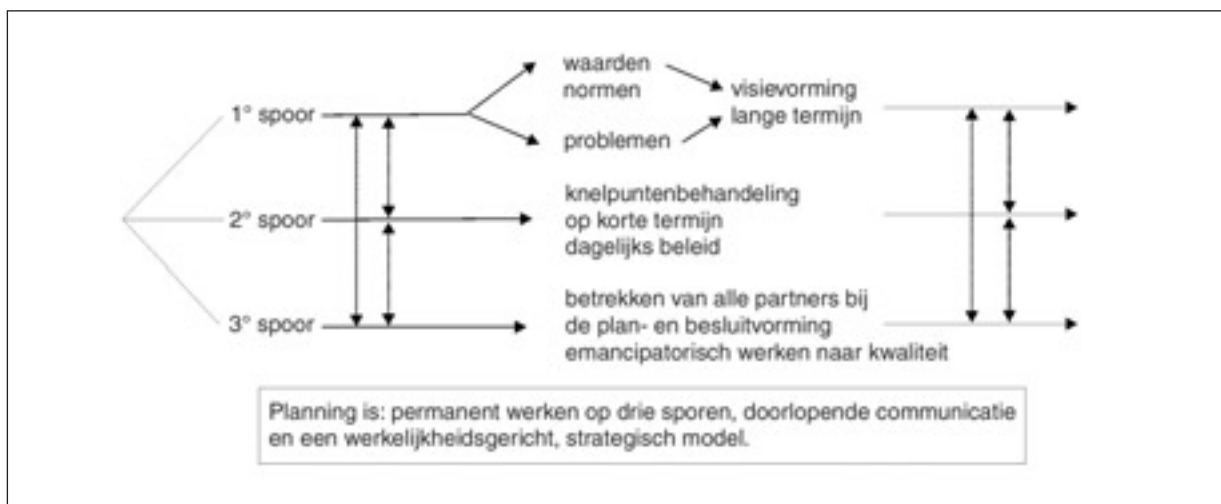 waarden
normen
1° spoor
problemen
visievorming
lange termijn
2° spoor
knelpuntenbehandeling
op korte termijn
dagelijks beleid
3° spoor
betrekken van alle partners bij
de plan- en besluitvorming
emancipatorisch werken naar kwaliteit
Planning is: permanent werken op drie sporen, doorlopende communicatie
en een werkelijkheidsgericht, strategisch model.